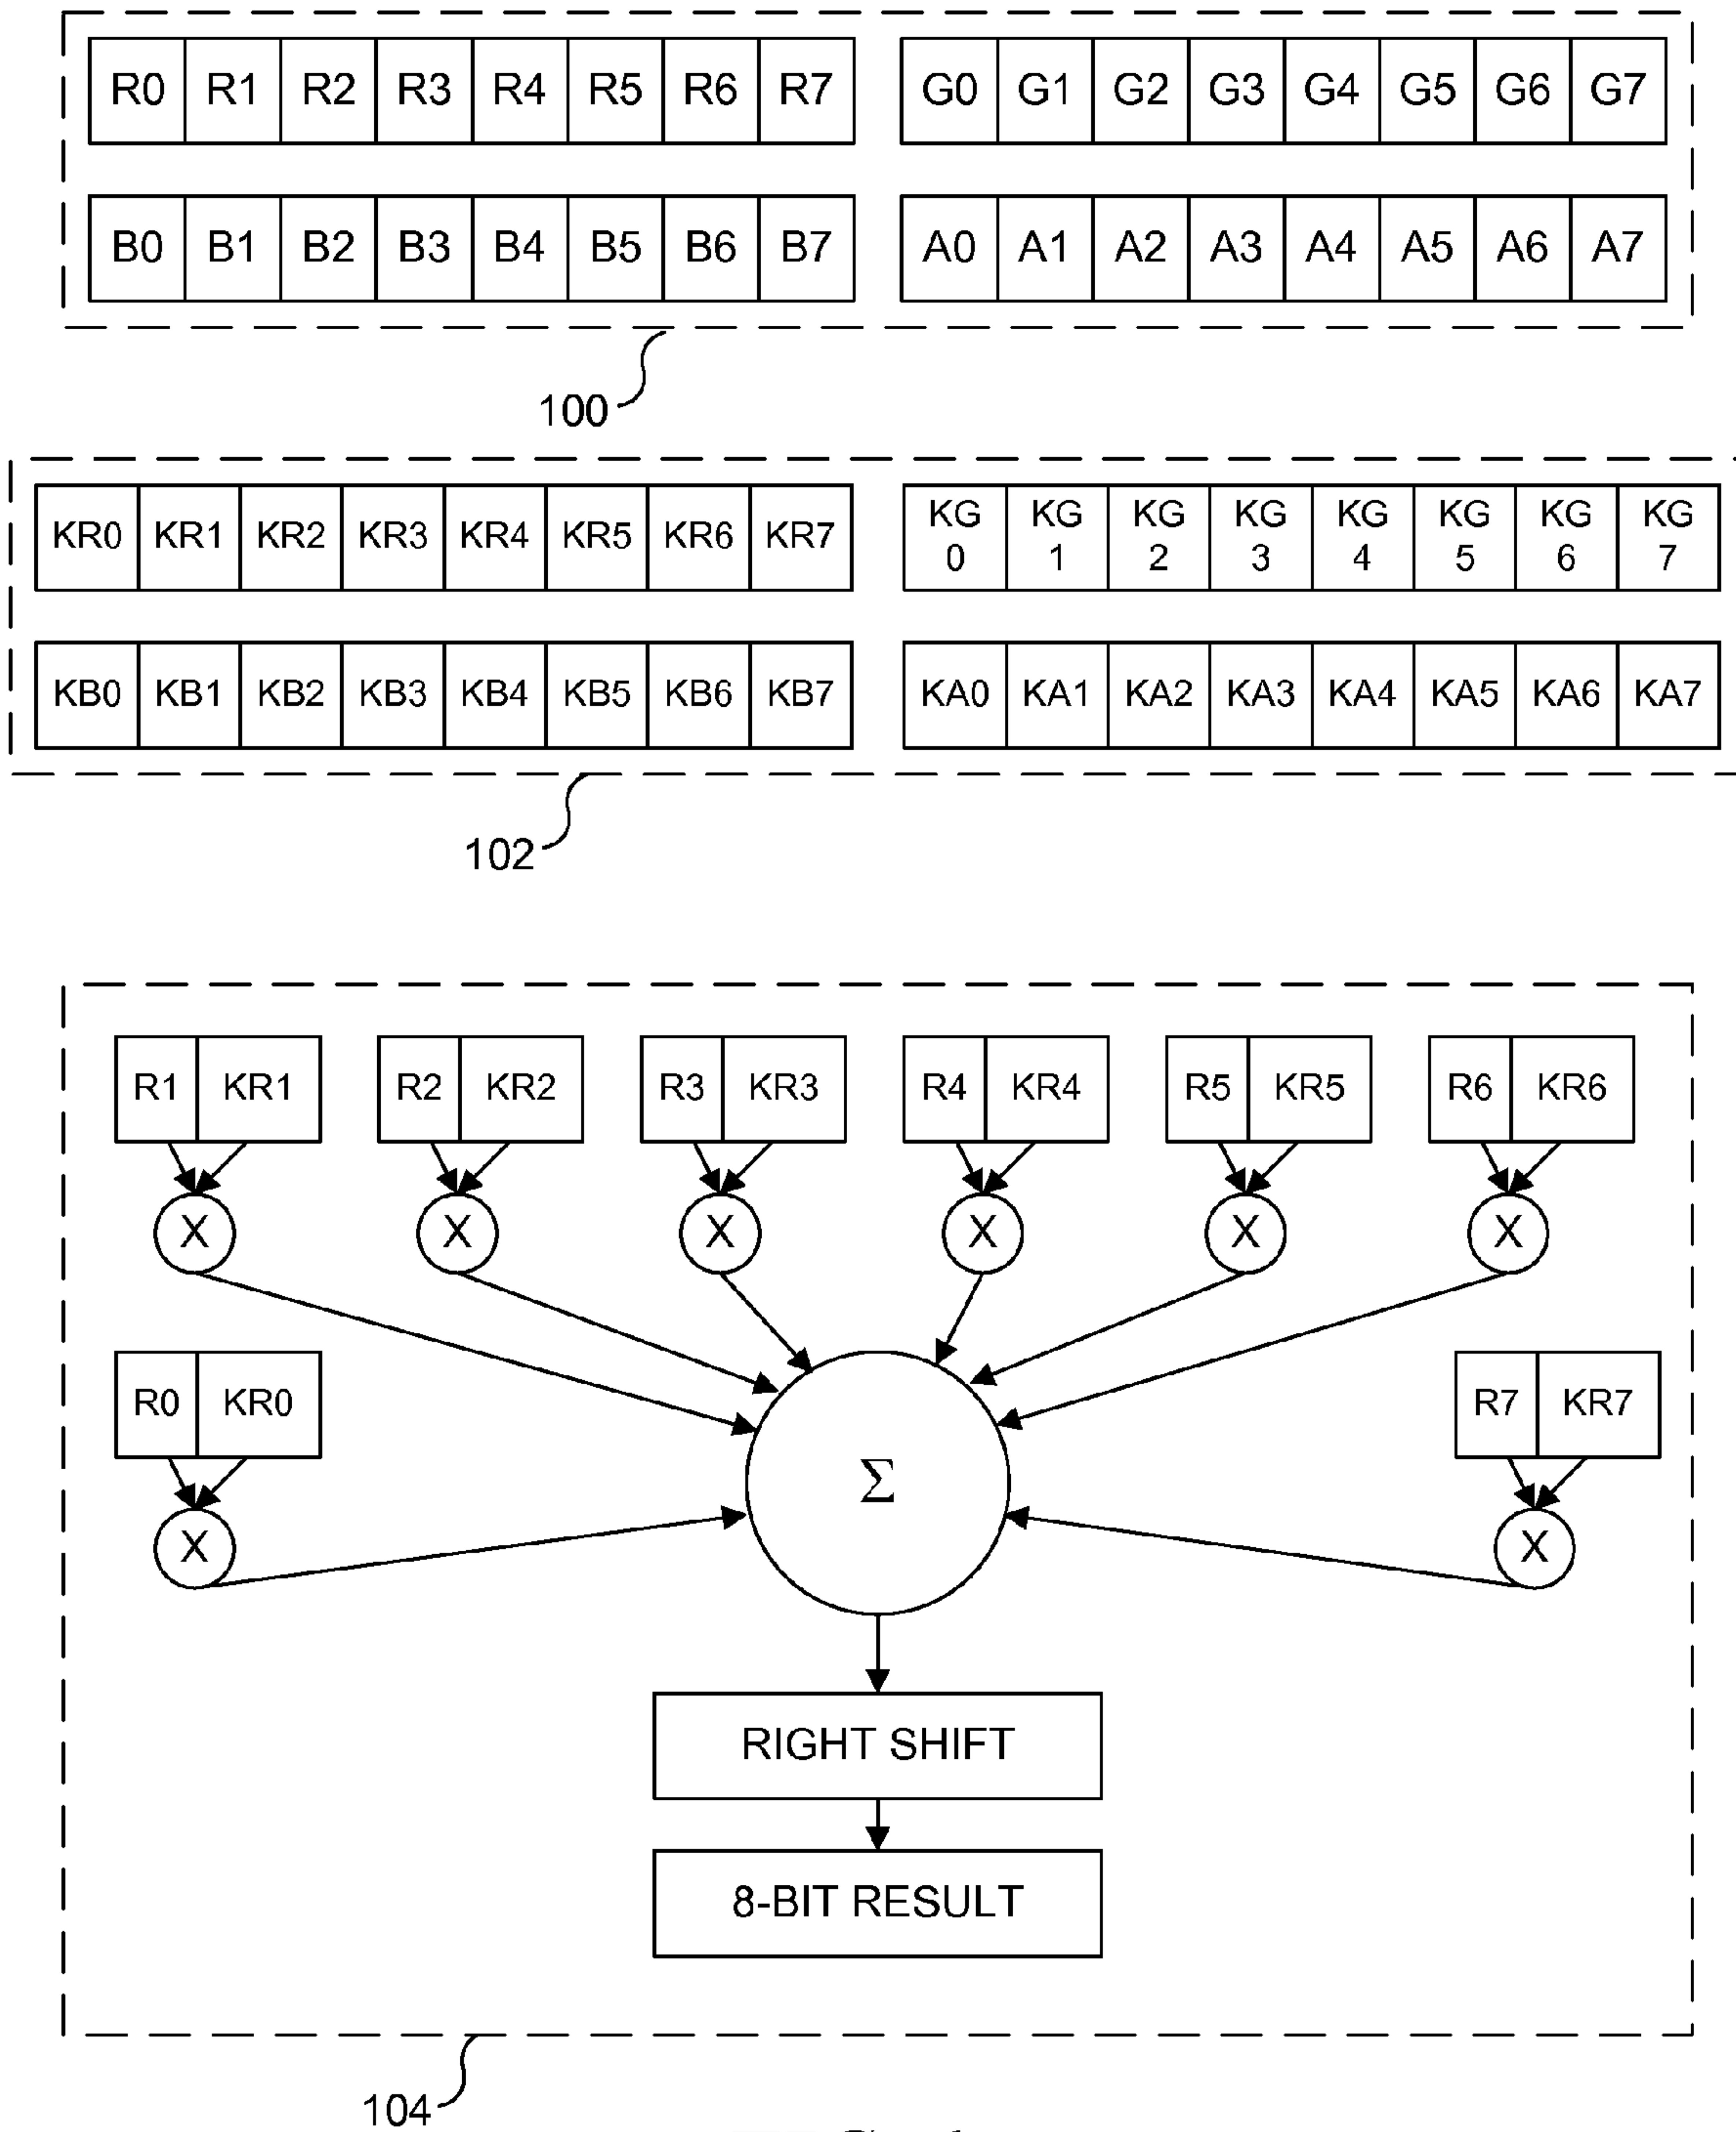 R0 R1 R2 R3 R4 R5 R6 R7 G0 G1 G2 G3 G4 G5 G6 G7
B0 B1 B2 B3 B4 B5 B6 B7 A0 A1 A2 A3 A4 A5 A6 A7
100
KR0 KR1 KR2 KR3 KR4 KR5 KR6 KR7 KG 0 KG 1 KG 2 KG 3 KG 4 KG 5 KG 6 KG 7
KB0 KB1 KB2 KB3 KB4 KB5 KB6 KB7 KA0 KA1 KA2 KA3 KA4 KA5 KA6 KA7
102
R1 KR1 R2 KR2 R3 KR3 R4 KR4 R5 KR5 R6 KR6
X X X X X X
R0 KR0 R7 KR7
Σ
X X
RIGHT SHIFT
8-BIT RESULT
104